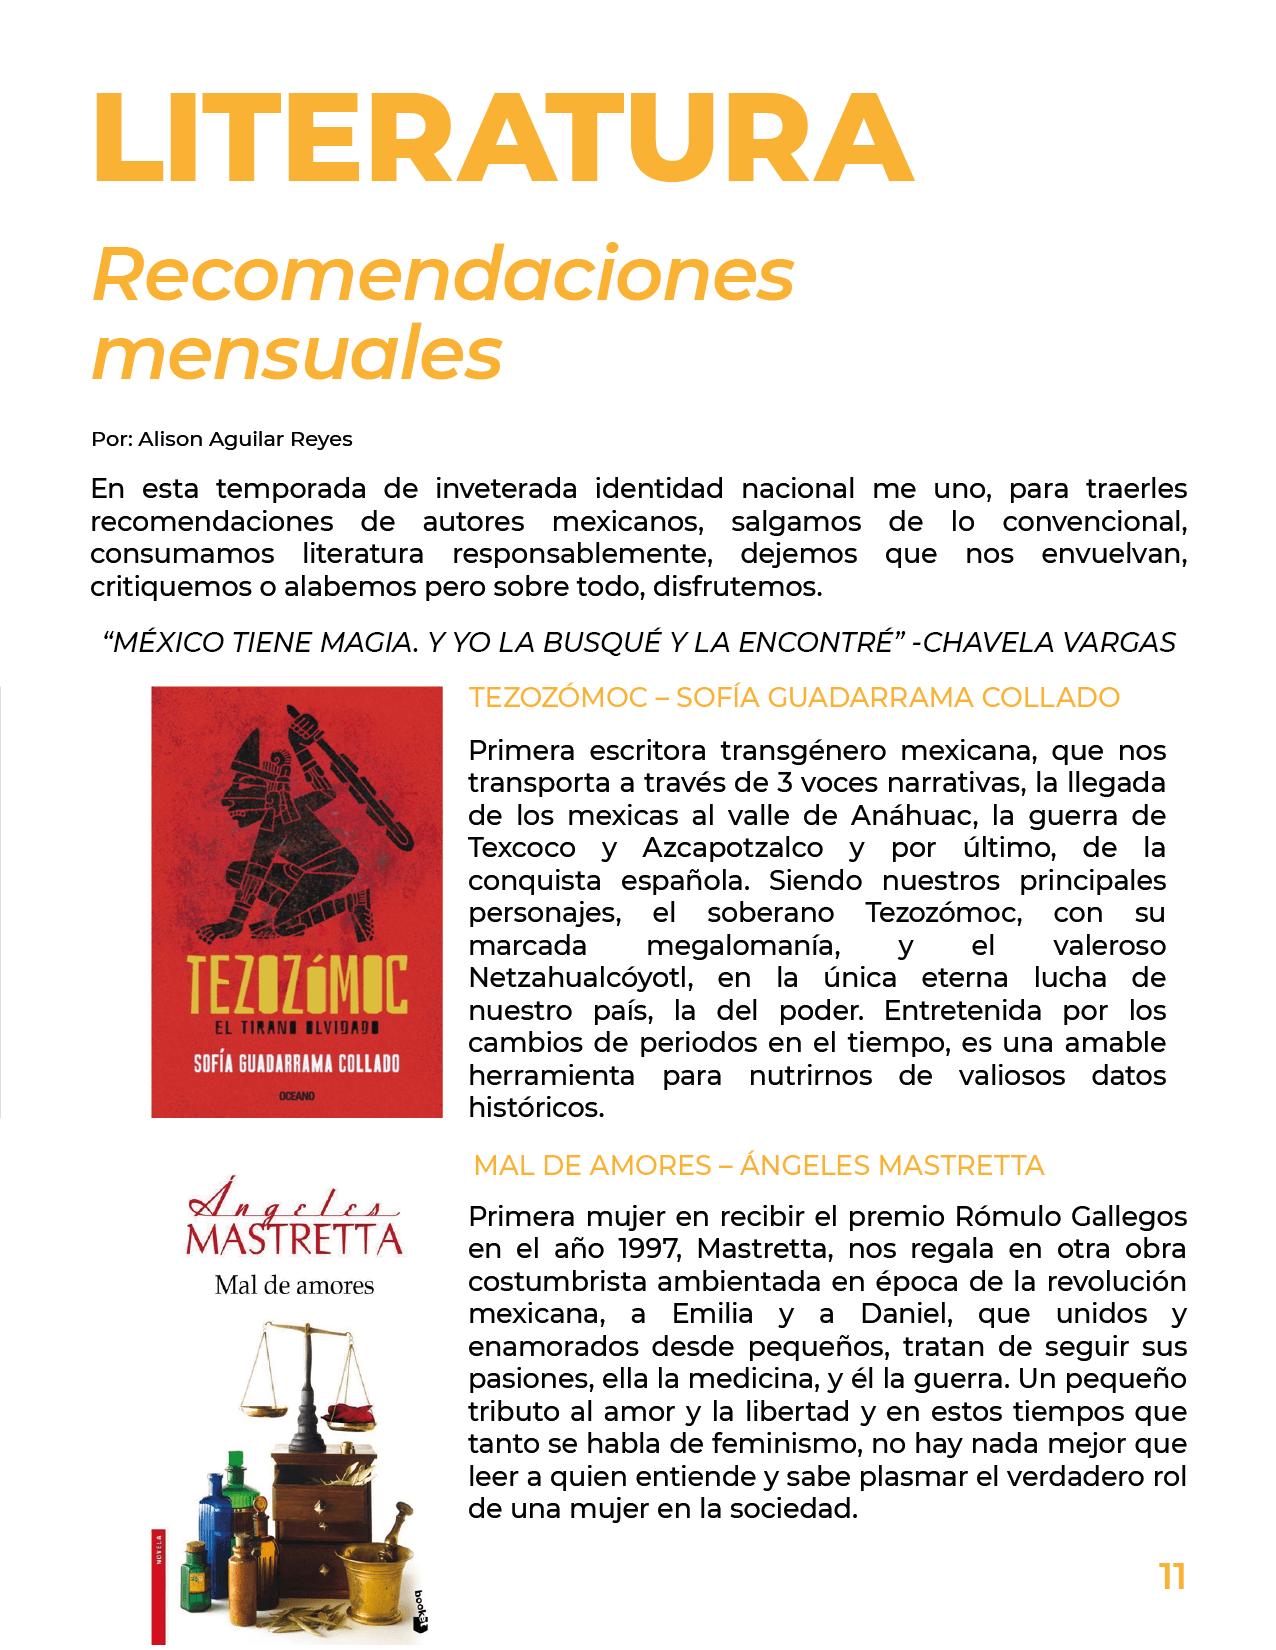 LITERATURA
Recomendaciones
mensuales
Por: Alison Aguilar Reyes
En esta temporada de inveterada identidad nacional me uno, para traerles
recomendaciones de autores mexicanos, salgamos de lo convencional,
consumamos literatura responsablemente, dejemos que nos envuelvan,
critiquemos o alabemos pero sobre todo, disfrutemos.
“MÉXICO TIENE MAGIA. Y YO LA BUSQUÉ Y LA ENCONTRÉ” -CHAVELA VARGAS
TEZOZÓMOC
EL TIRANO OLVIDADO
SOFÍA GUADARRAMA COLLADO
OCEANO
TEZOZÓMOC – SOFÍA GUADARRAMA COLLADO
Primera escritora transgénero mexicana, que nos
transporta a través de 3 voces narrativas, la llegada
de los mexicas al valle de Anáhuac, la guerra de
Texcoco y Azcapotzalco y por último, de la
conquista española. Siendo nuestros principales
personajes, el soberano Tezozómoc, con su
marcada megalomanía, y el valeroso
Netzahualcóyotl, en la única eterna lucha de
nuestro país, la del poder. Entretenida por los
cambios de periodos en el tiempo, es una amable
herramienta para nutrirnos de valiosos datos
históricos.
Ángeles
MASTRETTA
Mal de amores
NOVELA
booket
MAL DE AMORES – ÁNGELES MASTRETTA
Primera mujer en recibir el premio Rómulo Gallegos
en el año 1997, Mastretta, nos regala en otra obra
costumbrista ambientada en época de la revolución
mexicana, a Emilia y a Daniel, que unidos y
enamorados desde pequeños, tratan de seguir sus
pasiones, ella la medicina, y él la guerra. Un pequeño
tributo al amor y la libertad y en estos tiempos que
tanto se habla de feminismo, no hay nada mejor que
leer a quien entiende y sabe plasmar el verdadero rol
de una mujer en la sociedad.
11